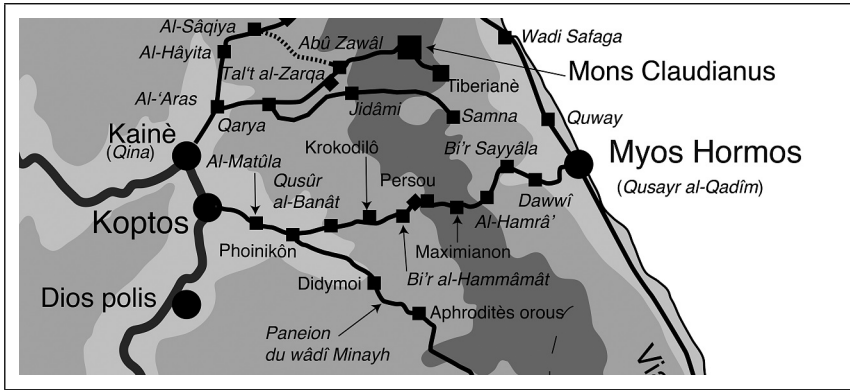 Al-Sâqiya
Wadi Safaga
Abû Zawâl
Al-Hâyita
Tal't al-Zarqa
Mons Claudianus
Tiberianè
Al-‘Aras
Jidâmi
Qarya
Samna
Quway
Kainè
(Qina)
Krokodilô
Bi'r Sayyâla
Al-Matûla
Myos Hormos
Qusûr
al-Banât
Persou
(Qusayr al-Qadîm)
Dawwî
Koptos
Al-Hamrâ’
Phoinikôn
Maximianon
Bi'r al-Hammâmât
Didymoi
Dios polis
Aphroditès orous
Paneion
du wâdî Minayh
Via